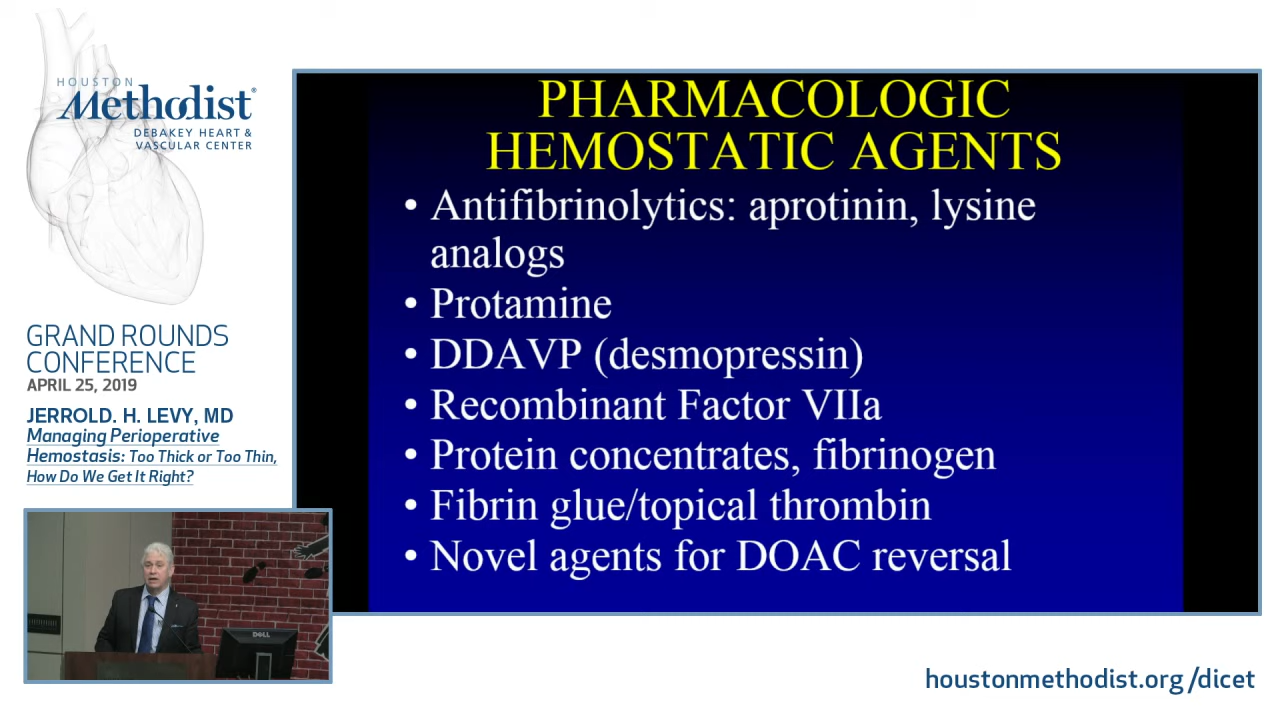 HOUSTON
Methodist®
DEBAKEY HEART &
VASCULAR CENTER
GRAND ROUNDS
CONFERENCE
APRIL 25, 2019
JERROLD. H. LEVY, MD
Managing Perioperative
Hemostasis: Too Thick or Too Thin,
How Do We Get It Right?
PHARMACOLOGIC
HEMOSTATIC AGENTS
• Antifibrinolytics: aprotinin, lysine
analogs
• Protamine
• DDAVP (desmopressin)
• Recombinant Factor VIIa
• Protein concentrates, fibrinogen
• Fibrin glue/topical thrombin
• Novel agents for DOAC reversal
DELL
houstonmethodist.org/dicet